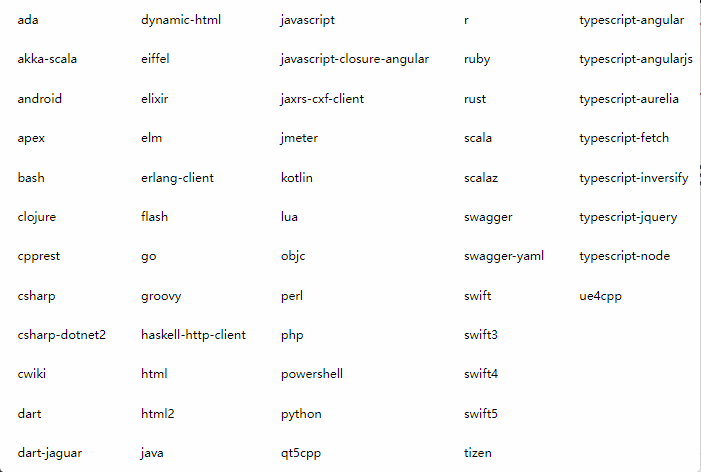 ada dynamic-html javascript r typescript-angular
akka-scala eiffel javascript-closure-angular ruby typescript-angularjs
android elixir jaxrs-cxf-client rust typescript-aurelia
apex elm jmeter scala typescript-fetch
bash erlang-client kotlin scalaz typescript-inversify
clojure flash lua swagger typescript-jquery
cpprest go objc swagger-yaml typescript-node
csharp groovy perl swift ue4cpp
csharp-dotnet2 haskell-http-client php swift3
cwiki html powershell swift4
dart html2 python swift5
dart-jaguar java qt5cpp tizen